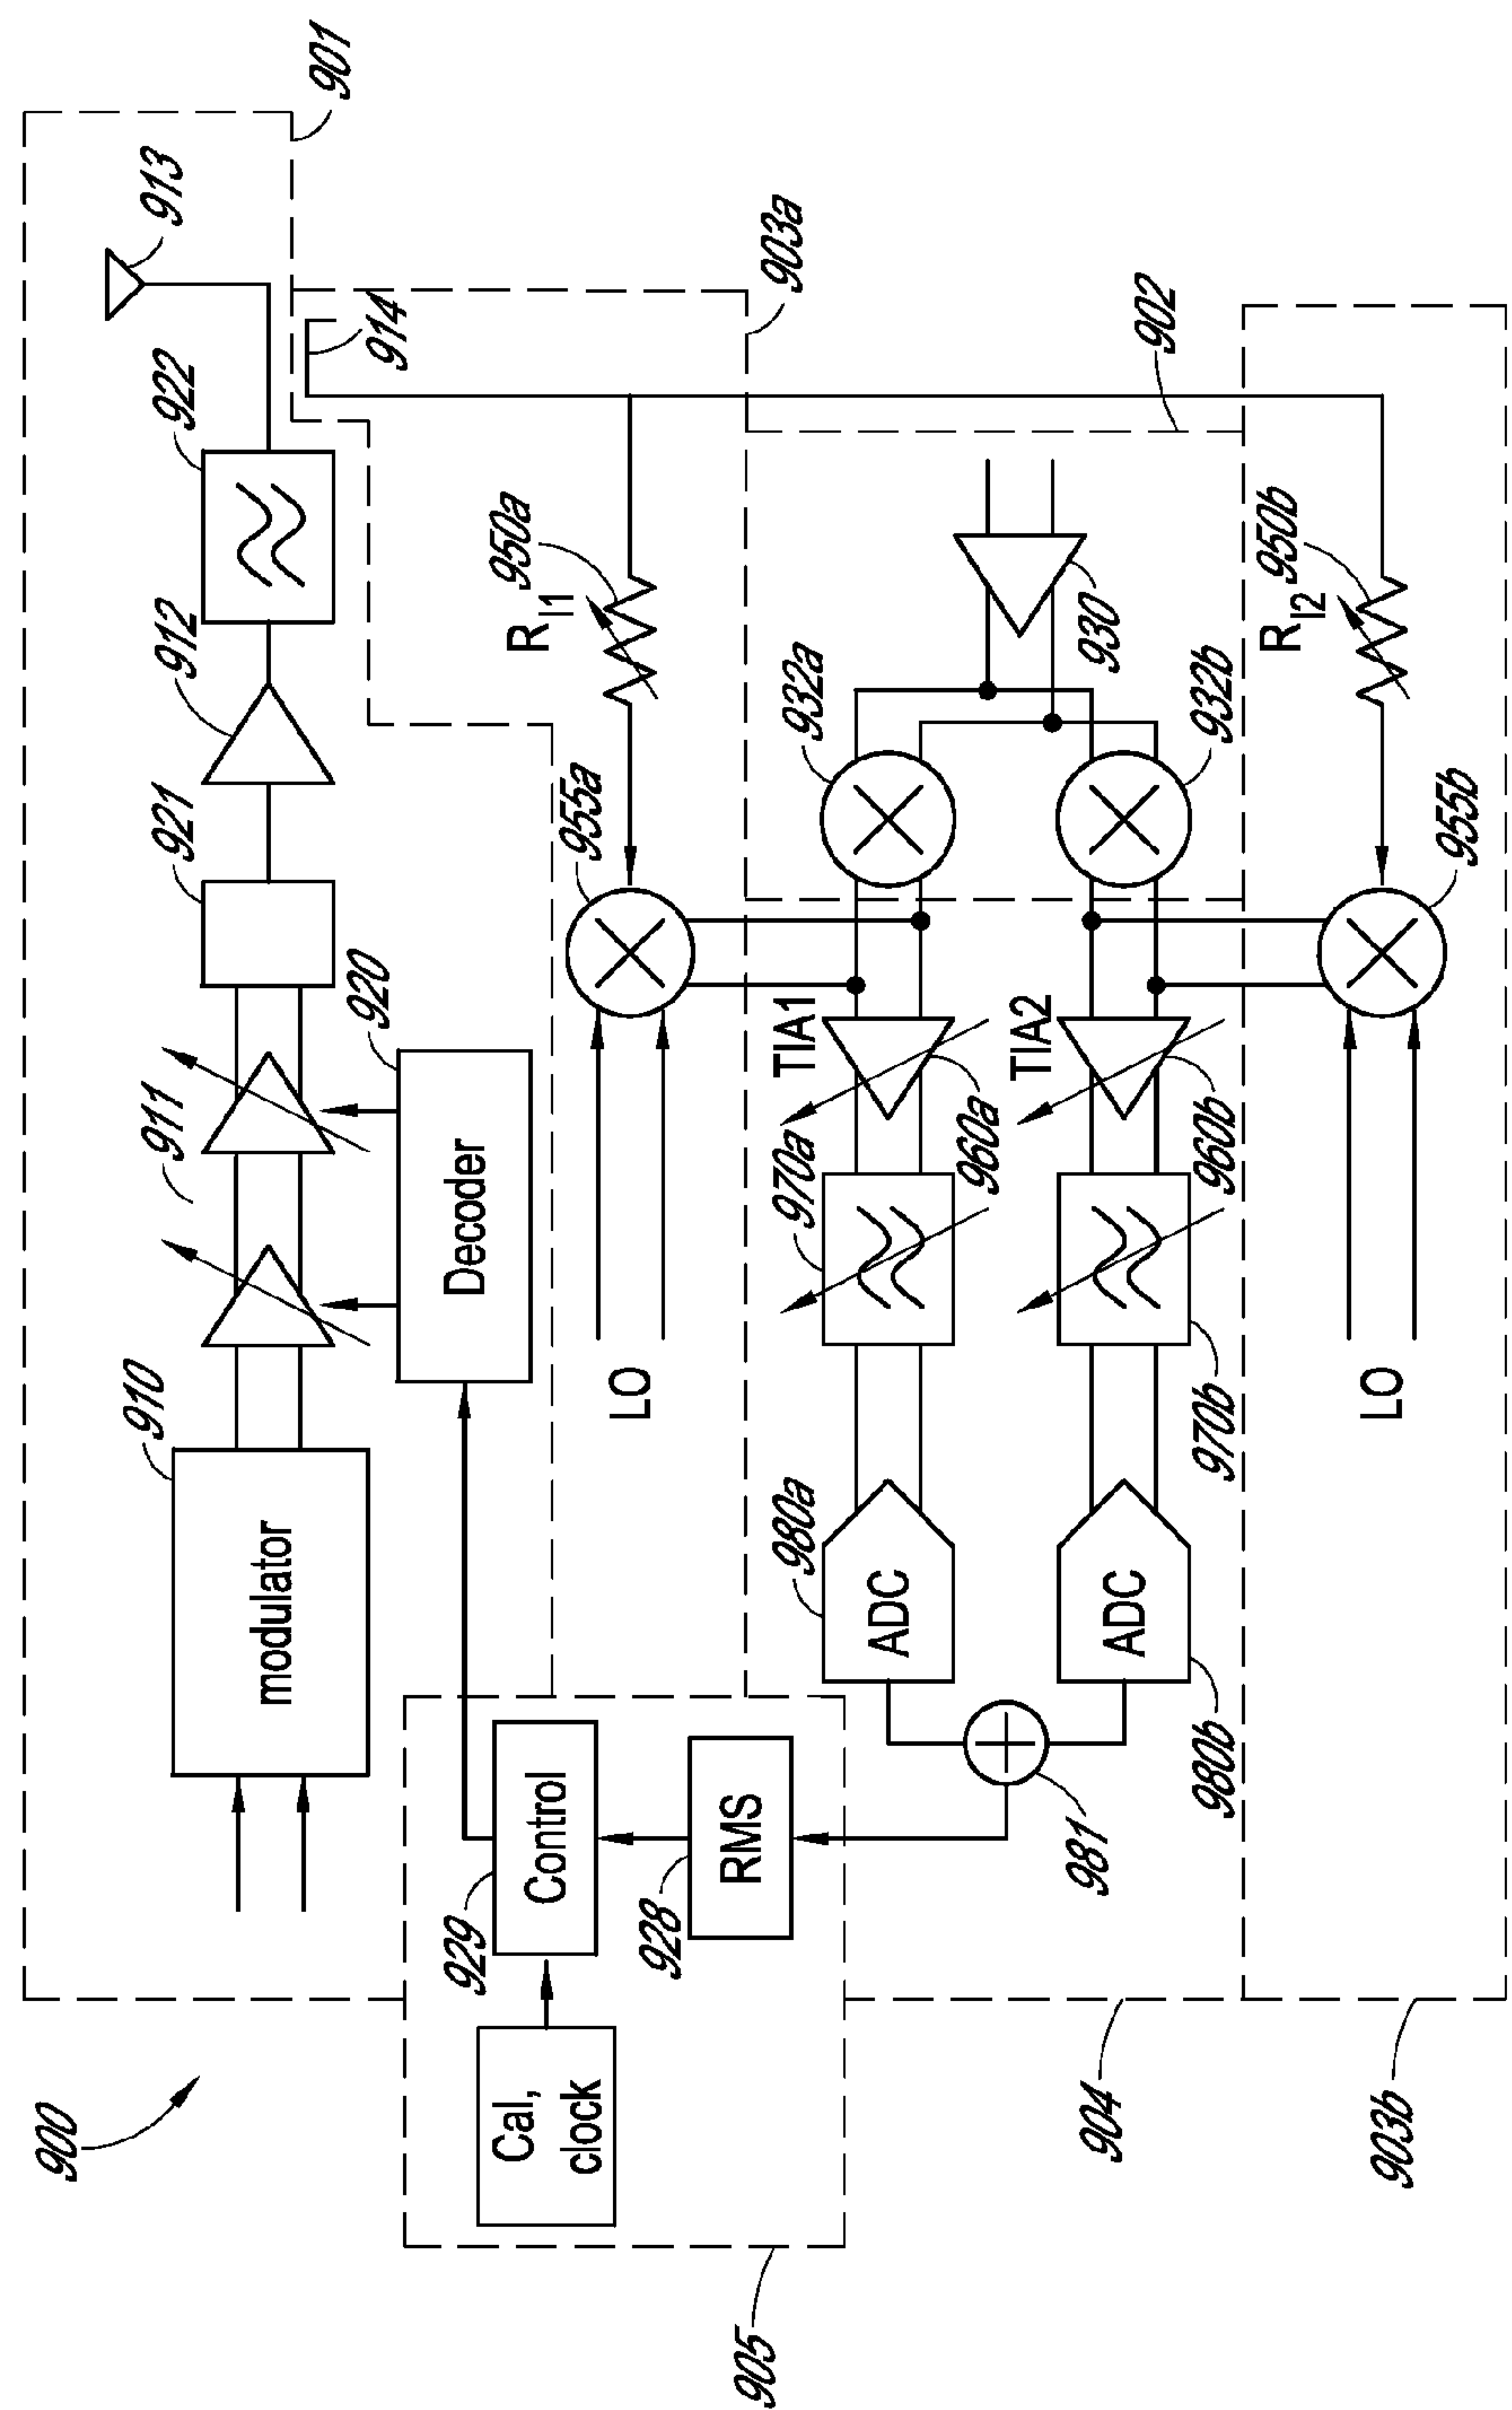 900
910
911
921
912
922
913
901
modulator
920
Decoder
914
903a
Cal,
clock
929
Control
928
RMS
905
LO
955a
R I1
950a
970a
TIA1
960a
932a
980a
ADC
981
930
902
TIA2
960b
932b
980b
ADC
970b
904
LO
955b
R I2
950b
903b